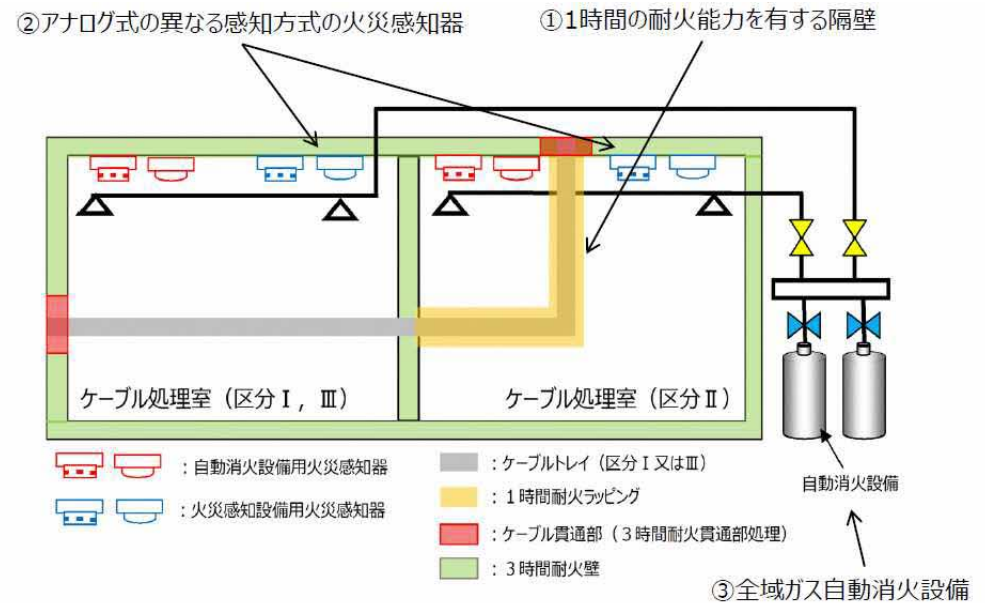 ②アナログ式の異なる感知方式の火災感知器
①1時間の耐火能力を有する隔壁
ケーブル処理室（区分Ⅰ，Ⅲ）
ケーブル処理室（区分Ⅱ）
：自動消火設備用火災感知器
：火災感知設備用火災感知器
：ケーブルトレイ（区分Ⅰ又はⅢ）
：１時間耐火ラッピング
：ケーブル貫通部（３時間耐火貫通部処理）
：３時間耐火壁
自動消火設備
③全域ガス自動消火設備